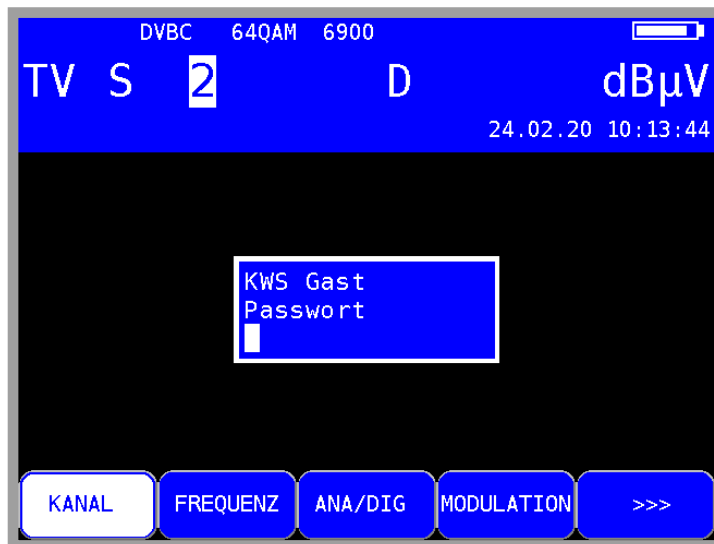 DVBC 64QAM 6900
TV S 2 D dBµV
24.02.20 10:13:44
KWS Gast
Passwort
KANAL FREQUENZ ANA/DIG MODULATION >>>